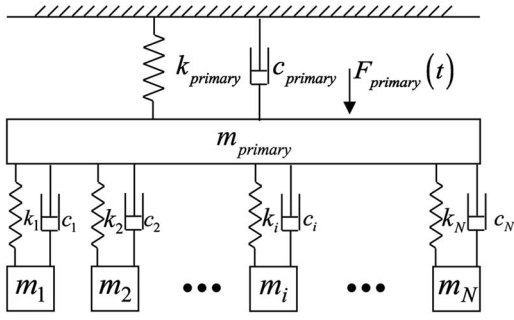 k_primary c_primary F_primary(t)
m_primary
k_1 c_1 k_2 c_2 k_i c_i k_N c_N
m_1 m_2 ••• m_i ••• m_N